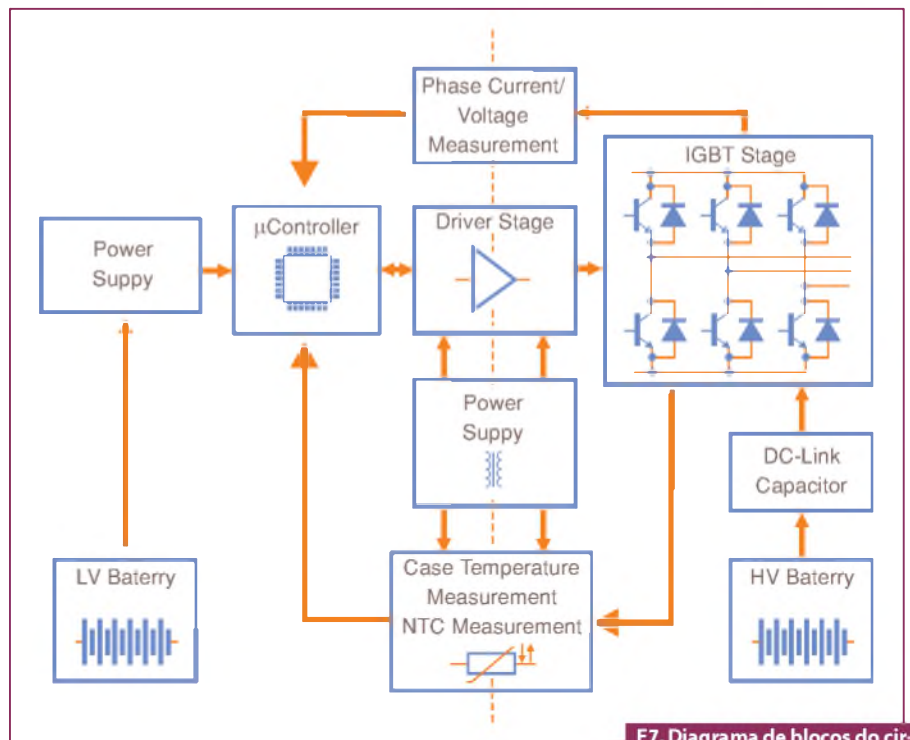 Phase Current/
Voltage
Measurement
IGBT Stage
Power
Suppy
µController
Driver Stage
Power
Suppy
DC-Link
Capacitor
LV Baterry
Case Temperature
Measurement
NTC Measurement
HV Baterry
F7. Diagrama de blocos do cir-